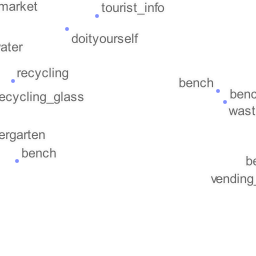 market
tourist_info
doityourself
ater
recycling
ecycling_glass
bench
benc
wast
ergarten
bench
be
vending_